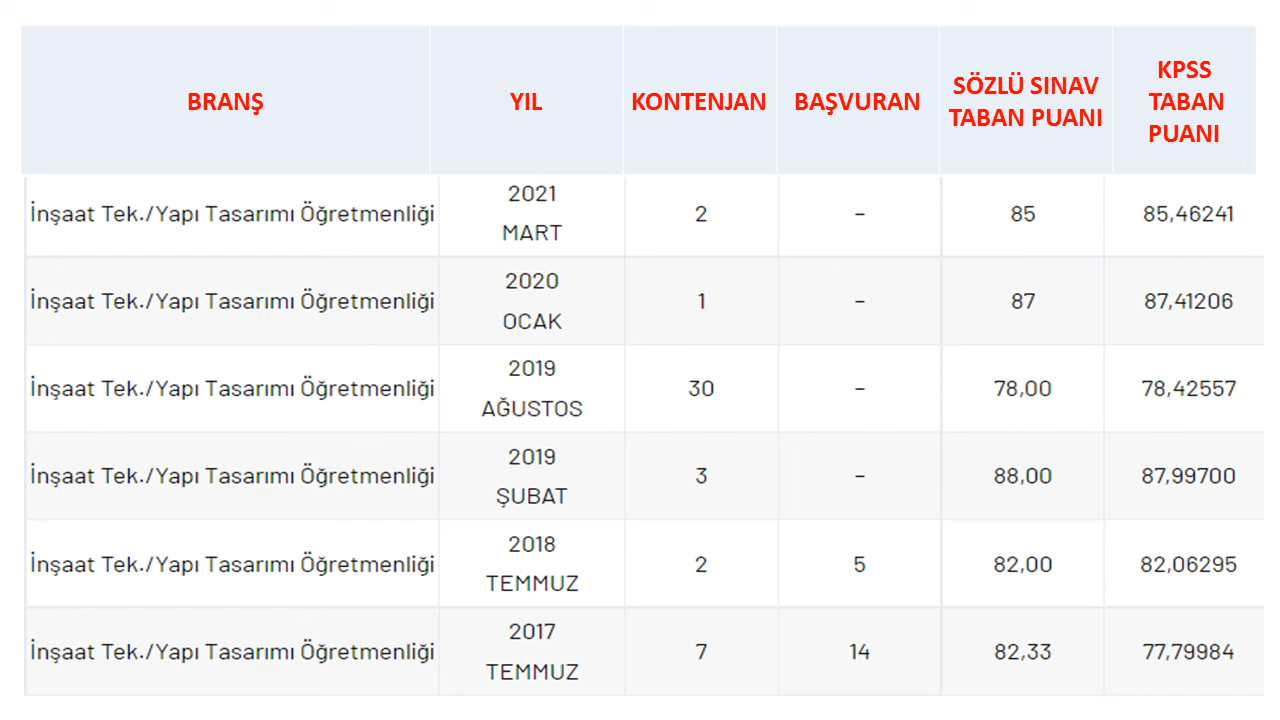 BRANŞ YIL KONTENJAN BAŞVURAN SÖZLÜ SINAV TABAN PUANI KPSS TABAN PUANI
İnşaat Tek./Yapı Tasarımı Öğretmenliği 2021 MART 2 – 85 85,46241
İnşaat Tek./Yapı Tasarımı Öğretmenliği 2020 OCAK 1 – 87 87,41206
İnşaat Tek./Yapı Tasarımı Öğretmenliği 2019 AĞUSTOS 30 – 78,00 78,42557
İnşaat Tek./Yapı Tasarımı Öğretmenliği 2019 ŞUBAT 3 – 88,00 87,99700
İnşaat Tek./Yapı Tasarımı Öğretmenliği 2018 TEMMUZ 2 5 82,00 82,06295
İnşaat Tek./Yapı Tasarımı Öğretmenliği 2017 TEMMUZ 7 14 82,33 77,79984